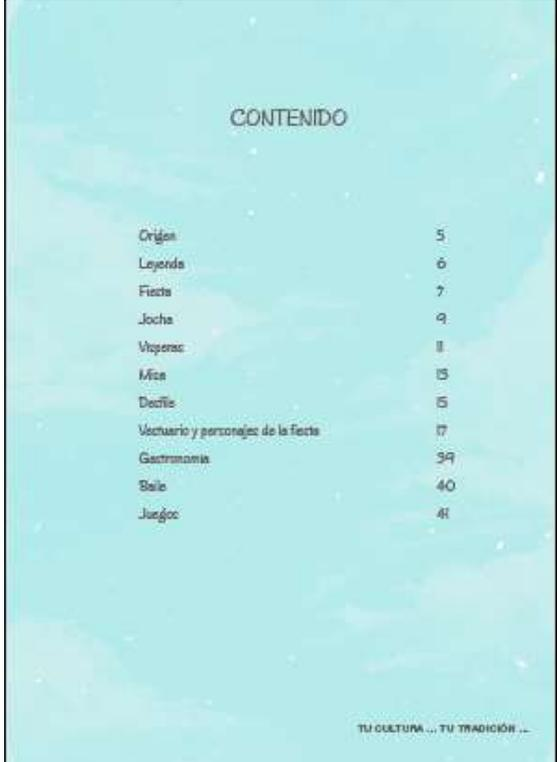 CONTENIDO
Origen 5
Leyenda 6
Fiesta 7
Jocha 9
Vísperas 11
Misa 13
Desfile 15
Vestuario y personajes de la fiesta 17
Gastronomia 39
Baile 40
Juegos 41
TU CULTURA ... TU TRADICIÓN ...